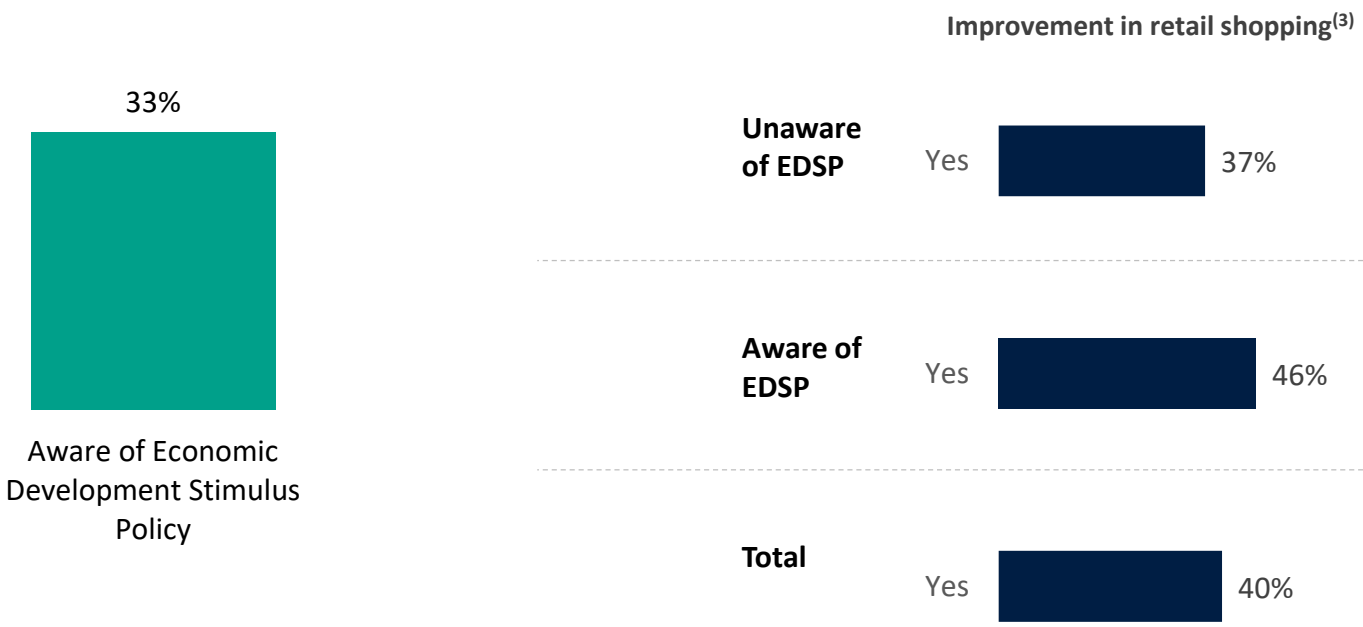 Improvement in retail shopping(3)
33%
Aware of Economic
Development Stimulus
Policy
Unaware
of EDSP
Yes
37%
Aware of
EDSP
Yes
46%
Total
Yes
40%